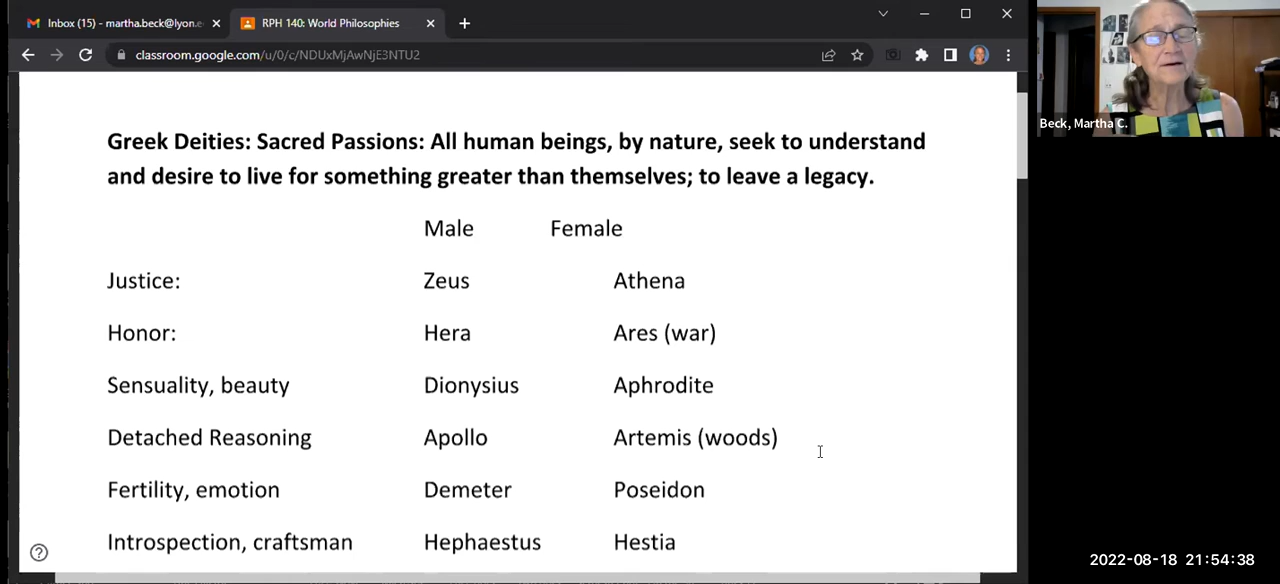 Inbox (15) - martha.beck@lyon.e
RPH 140: World Philosophies
classroom.google.com/u/0/c/NDUxMjAwNjE3NTU2
Beck, Martha C.
Greek Deities: Sacred Passions: All human beings, by nature, seek to understand
and desire to live for something greater than themselves; to leave a legacy.
Male Female
Justice: Zeus Athena
Honor: Hera Ares (war)
Sensuality, beauty Dionysius Aphrodite
Detached Reasoning Apollo Artemis (woods)
Fertility, emotion Demeter Poseidon
Introspection, craftsman Hephaestus Hestia
2022-08-18 21:54:38